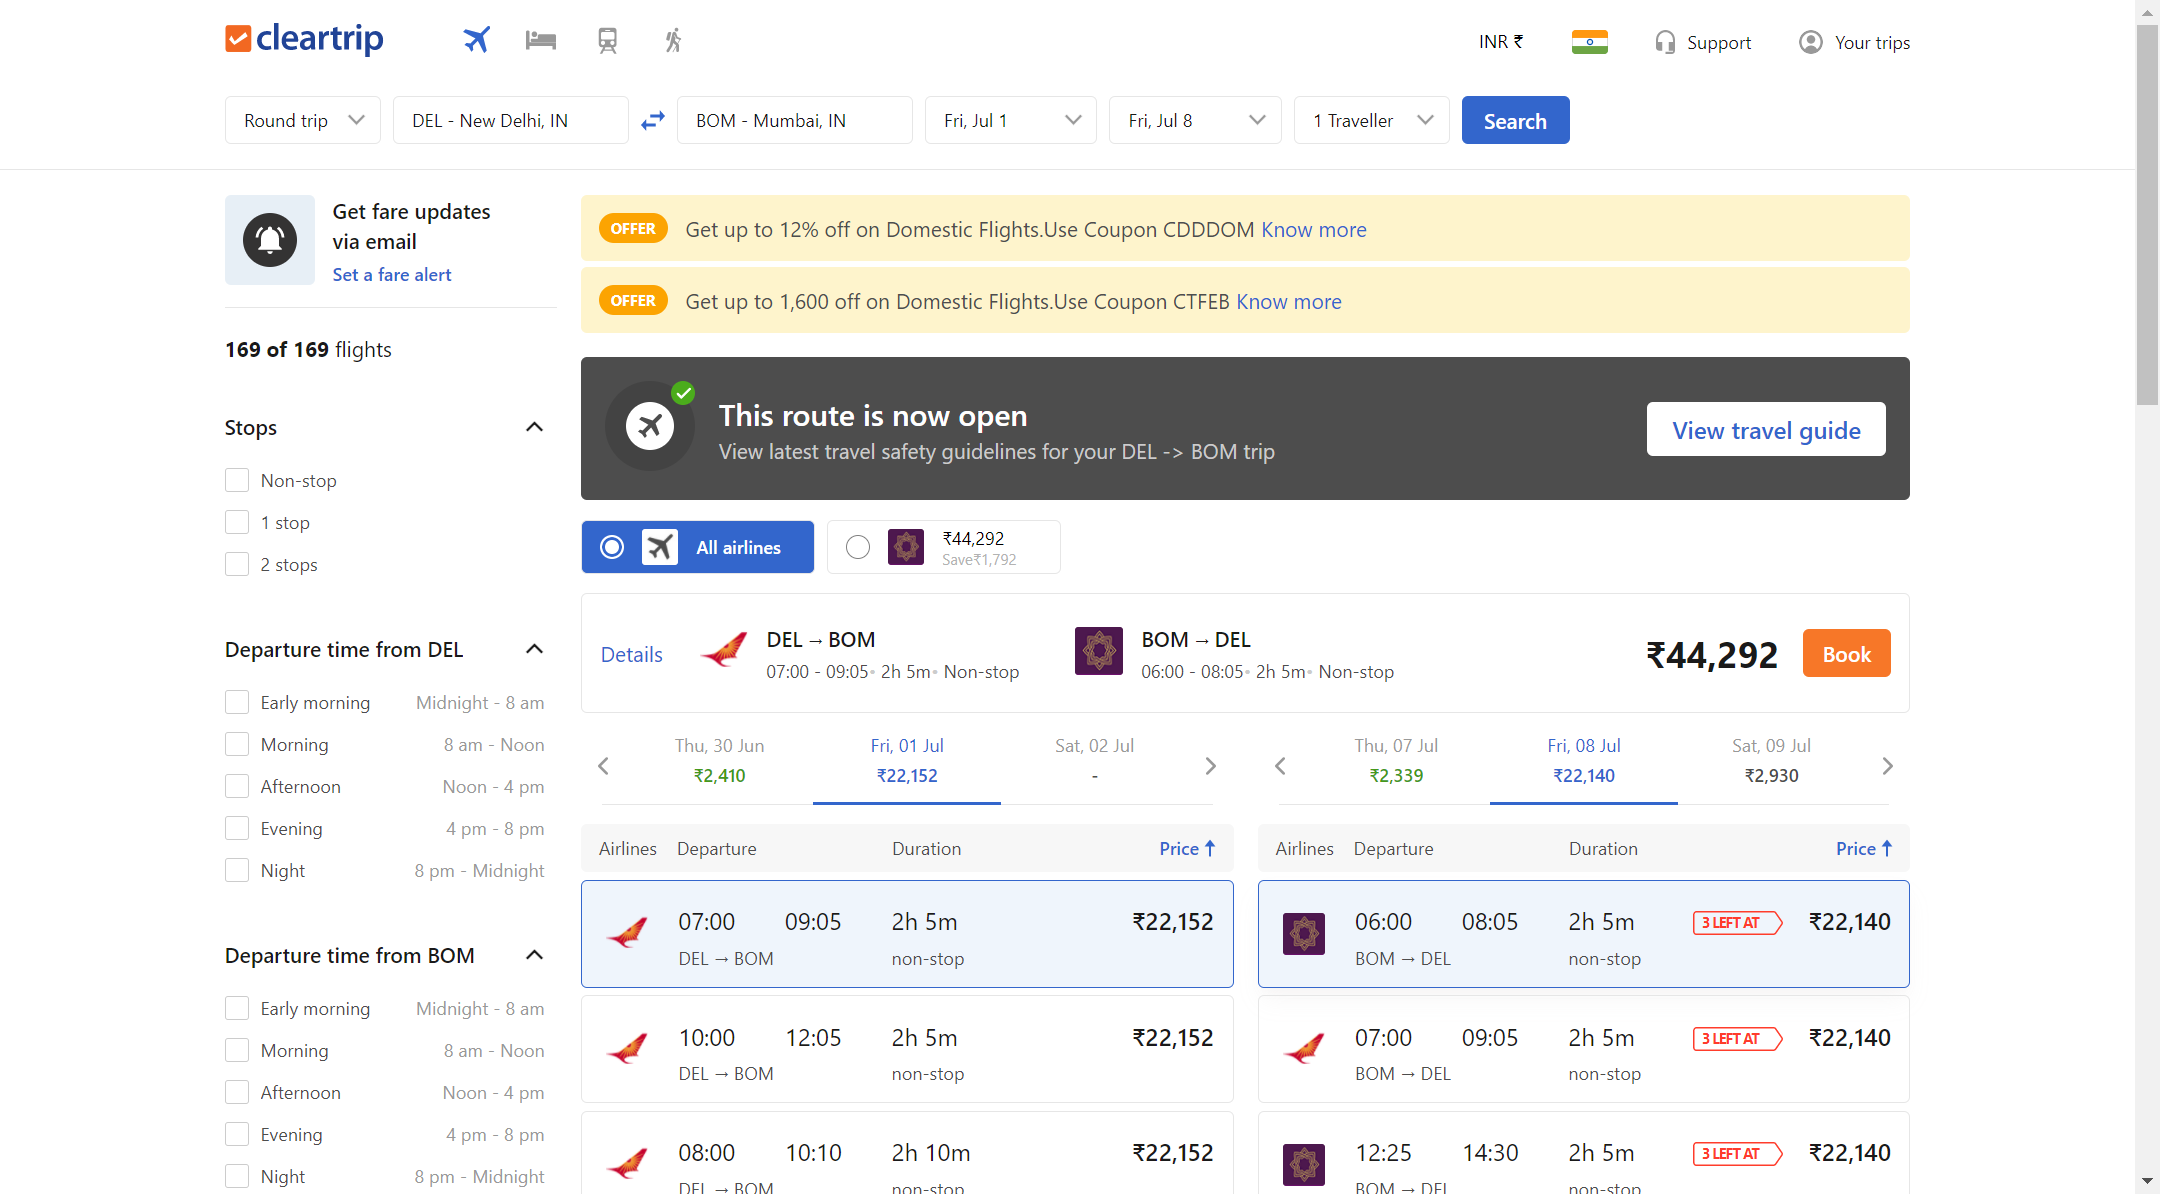 cleartrip
INR ₹
Support
Your trips
Round trip
DEL - New Delhi, IN
BOM - Mumbai, IN
Fri, Jul 1
Fri, Jul 8
1 Traveller
Search
Get fare updates
via email
Set a fare alert
OFFER Get up to 12% off on Domestic Flights.Use Coupon CDDDOM Know more
OFFER Get up to 1,600 off on Domestic Flights.Use Coupon CTFEB Know more
169 of 169 flights
This route is now open
View latest travel safety guidelines for your DEL -> BOM trip
View travel guide
Stops
Non-stop
1 stop
2 stops
Departure time from DEL
Early morning Midnight - 8 am
Morning 8 am - Noon
Afternoon Noon - 4 pm
Evening 4 pm - 8 pm
Night 8 pm - Midnight
Departure time from BOM
Early morning Midnight - 8 am
Morning 8 am - Noon
Afternoon Noon - 4 pm
Evening 4 pm - 8 pm
Night 8 pm - Midnight
All airlines
₹44,292
Save₹1,792
Details
DEL → BOM
07:00 - 09:05• 2h 5m• Non-stop
BOM → DEL
06:00 - 08:05• 2h 5m• Non-stop
₹44,292
Book
Thu, 30 Jun
₹2,410
Fri, 01 Jul
₹22,152
Sat, 02 Jul
-
Thu, 07 Jul
₹2,339
Fri, 08 Jul
₹22,140
Sat, 09 Jul
₹2,930
Airlines Departure Duration Price ↑
07:00 09:05 2h 5m ₹22,152
DEL → BOM non-stop
10:00 12:05 2h 5m ₹22,152
DEL → BOM non-stop
08:00 10:10 2h 10m ₹22,152
DEL → BOM non-stop
Airlines Departure Duration Price ↑
06:00 08:05 2h 5m 3 LEFT AT ₹22,140
BOM → DEL non-stop
07:00 09:05 2h 5m 3 LEFT AT ₹22,140
BOM → DEL non-stop
12:25 14:30 2h 5m 3 LEFT AT ₹22,140
BOM → DEL non-stop